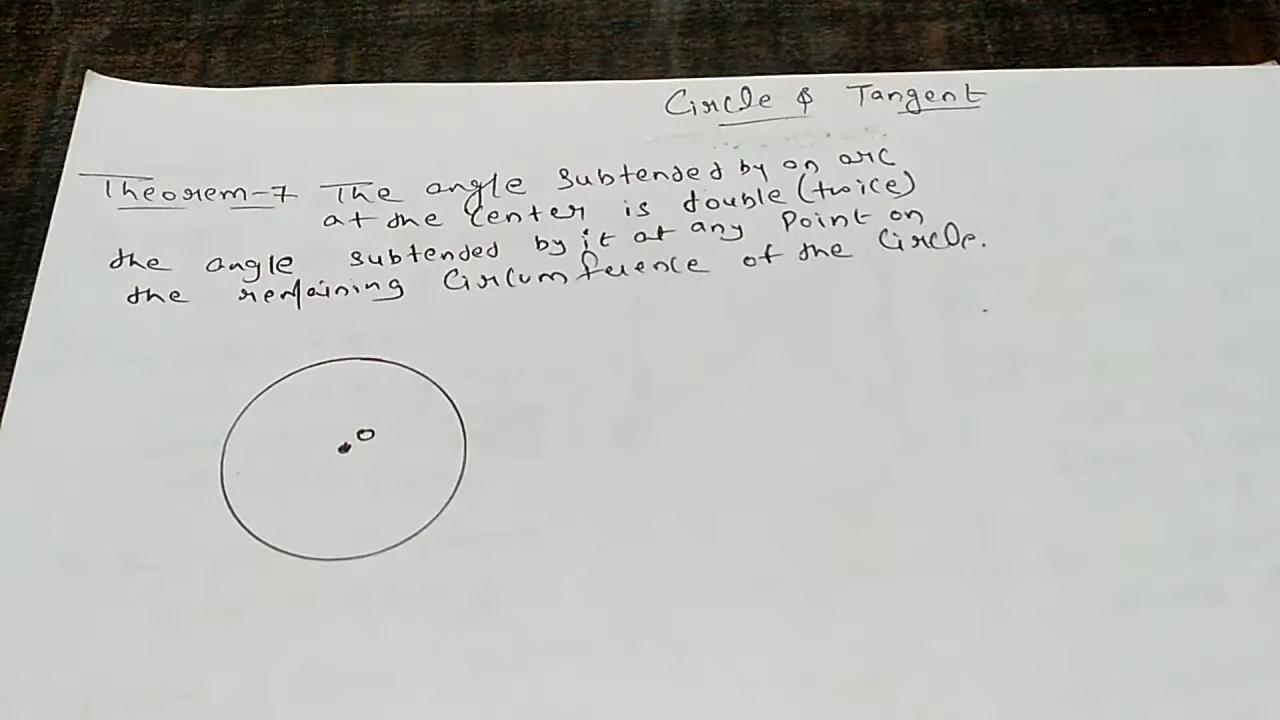 Circle & Tangent
Theorem-7 The angle subtended by an arc
at the center is double (twice)
the angle subtended by it at any Point on
the remaining Circumference of the Circle.
O